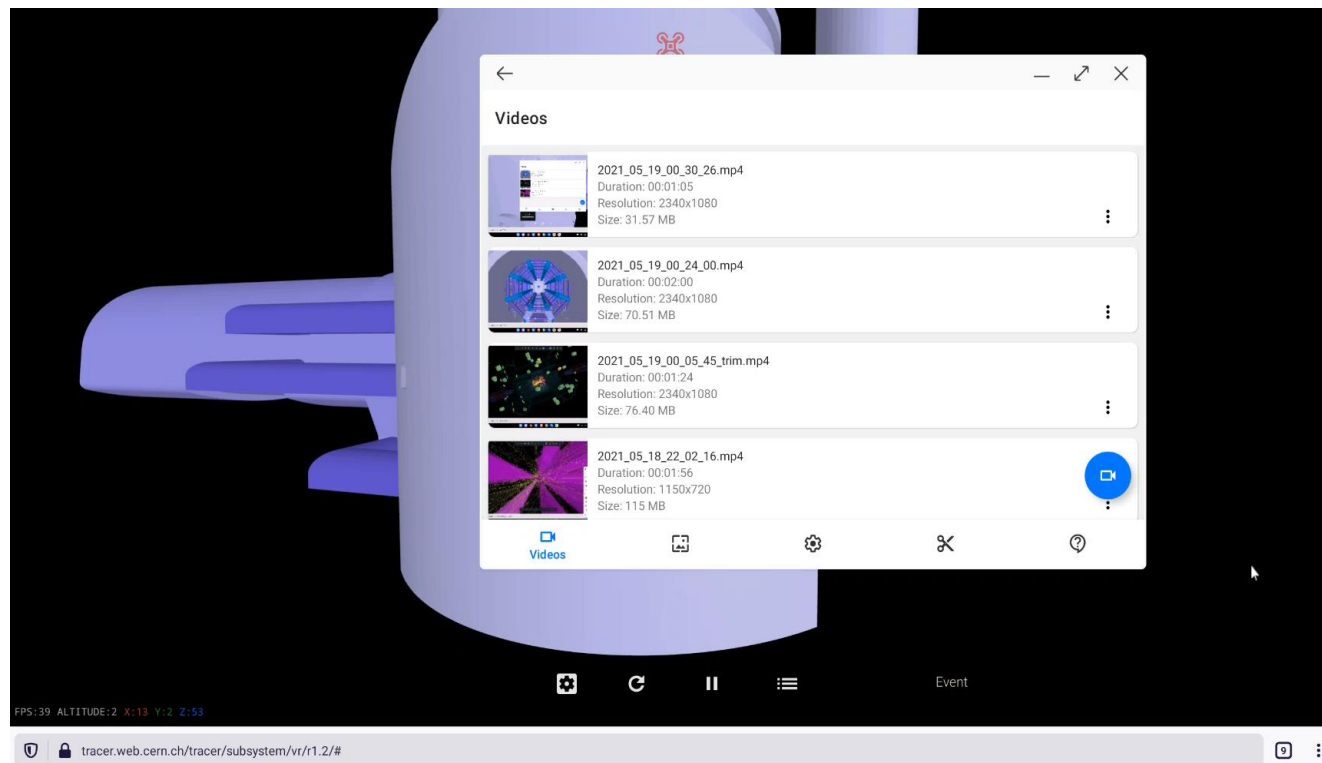 Videos
2021_05_19_00_30_26.mp4
Duration: 00:01:05
Resolution: 2340x1080
Size: 31.57 MB
2021_05_19_00_24_00.mp4
Duration: 00:02:00
Resolution: 2340x1080
Size: 70.51 MB
2021_05_19_00_05_45_trim.mp4
Duration: 00:01:24
Resolution: 2340x1080
Size: 76.40 MB
2021_05_18_22_02_16.mp4
Duration: 00:01:56
Resolution: 1150x720
Size: 115 MB
Videos
Event
FPS:39 ALTITUDE:2 X:13 Y:2 Z:53
tracer.web.cern.ch/tracer/subsystem/vr/r1.2/#
9